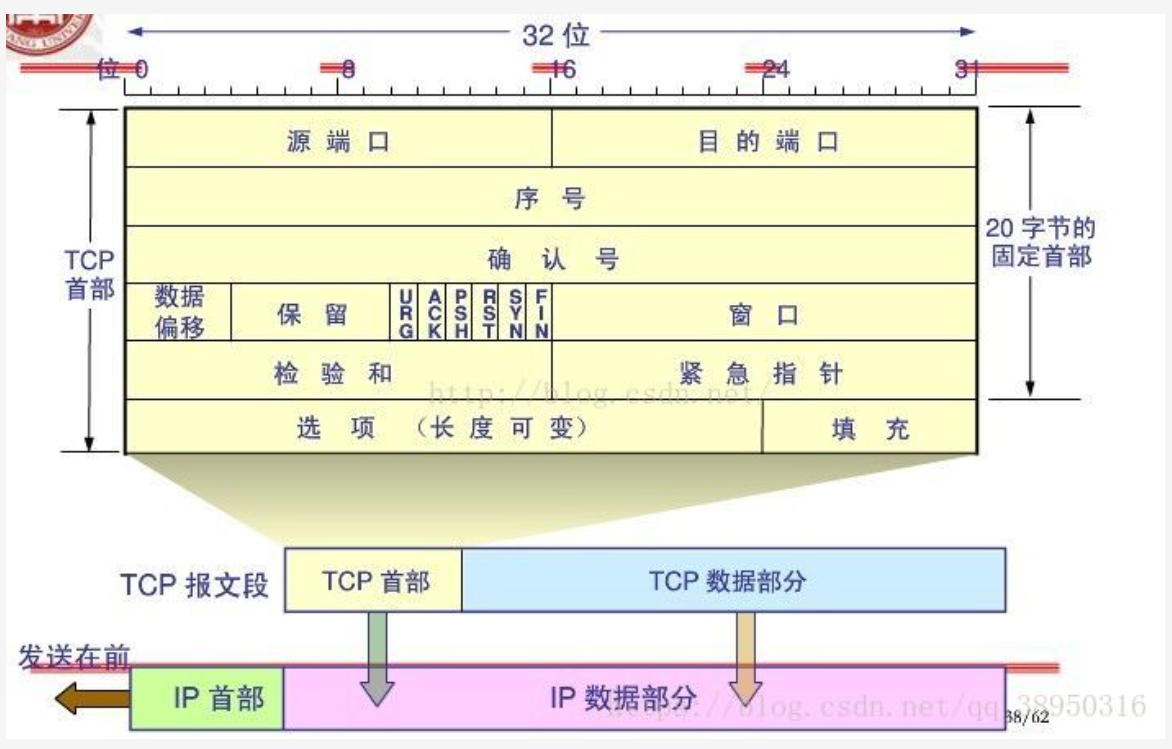 32 位
位 0 8 16 24 31
源 端 口 目 的 端 口
序 号
确 认 号
TCP
首部
20 字节的
固定首部
数据
偏移
保 留
URG ACK PSH RST SYN FIN
窗 口
检 验 和
紧 急 指 针
http://blog.csdn.net/
选 项 （长 度 可 变）
填 充
TCP 报文段
TCP 首部
TCP 数据部分
发送在前
IP 首部
IP 数据部分
https://blog.csdn.net/qq_38950316
38/62